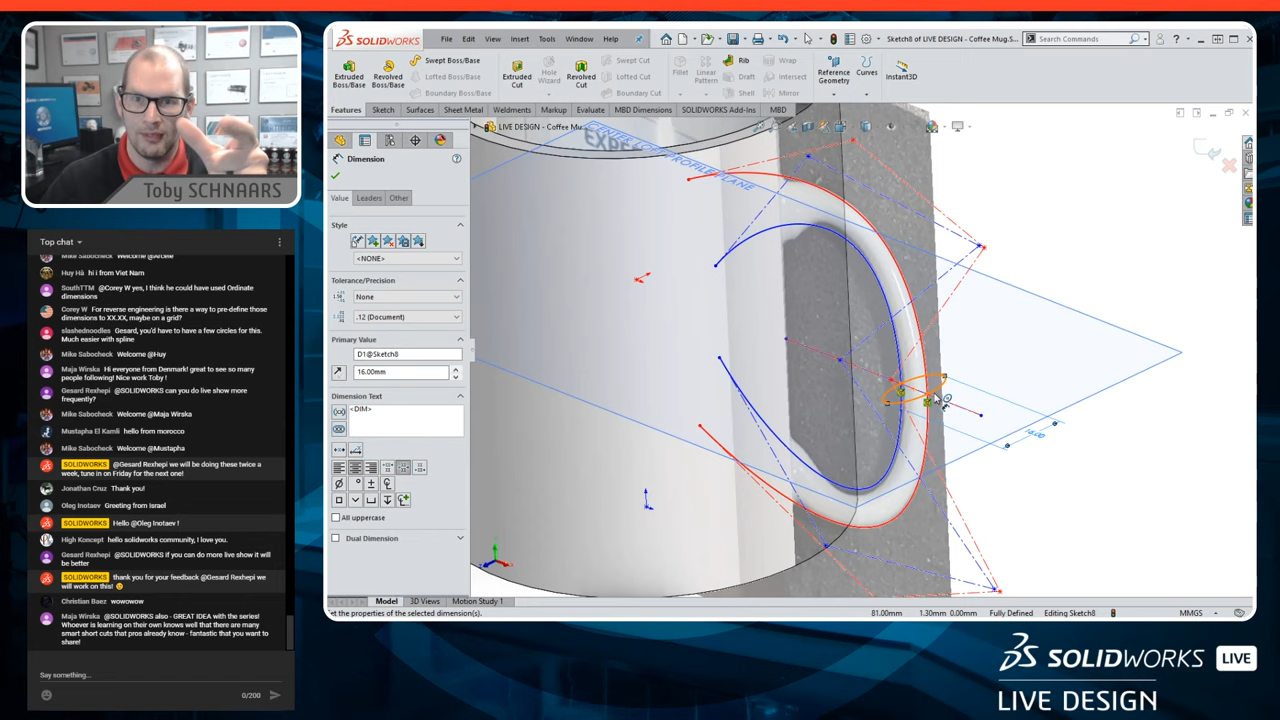 Toby SCHNAARS
Top chat
Mike Sabocheck Welcome @Arcele
Huy Hà hi i from Viet Nam
SouthTTM @Corey W yes, I think he could have used Ordinate
dimensions
Corey W For reverse engineering is there a way to pre-define those
dimensions to XX.XX, maybe on a grid?
slashednoodles Gesard, you'd have to have a few circles for this.
Much easier with spline
Mike Sabocheck Welcome @Huy
Maja Wirska Hi everyone from Denmark! great to see so many
people following! Nice work Toby !
Gesard Rexhepi @SOLIDWORKS can you do live show more
frequently?
Mike Sabocheck Welcome @Maja Wirska
Mustapha El Kamli hello from morocco
Mike Sabocheck Welcome @Mustapha
SOLIDWORKS @Gesard Rexhepi we will be doing these twice a
week, tune in on Friday for the next one!
Jonathan Cruz Thank you!
Oleg Inotaev Greeting from Israel
SOLIDWORKS Hello @Oleg Inotaev !
High Koncept hello solidworks community, I love you.
Gesard Rexhepi @SOLIDWORKS if you can do more live show it will
be better
SOLIDWORKS thank you for your feedback @Gesard Rexhepi we
will work on this!
Christian Baez wowowow
Maja Wirska @SOLIDWORKS also - GREAT IDEA with the series!
Whoever is learning on their own knows well that there are many
smart short cuts that pros already know - fantastic that you want to
share!
Say something...
0/200
SOLIDWORKS File Edit View Insert Tools Window Help Sketch8 of LIVE DESIGN - Coffee Mug.S... Search Commands
Extruded Boss/Base
Revolved Boss/Base
Swept Boss/Base
Lofted Boss/Base
Boundary Boss/Base
Extruded Cut
Hole Wizard
Revolved Cut
Swept Cut
Lofted Cut
Boundary Cut
Fillet
Linear Pattern
Rib
Draft
Shell
Wrap
Intersect
Mirror
Reference Geometry
Curves
Instant3D
Features Sketch Surfaces Sheet Metal Weldments Markup Evaluate MBD Dimensions SOLIDWORKS Add-Ins MBD
LIVE DESIGN - Coffee Mu...
Dimension
Value Leaders Other
Style
<NONE>
Tolerance/Precision
None
.12 (Document)
Primary Value
D1@Sketch8
16.00mm
Dimension Text
<DIM>
All uppercase
Dual Dimension
CENTER LOFT PROFILE PLANE
16.00
Model 3D Views Motion Study 1
et the properties of the selected dimension(s). 81.00mm 1.30mm 0.00mm Fully Defined Editing Sketch8 MMGS
SOLIDWORKS LIVE
LIVE DESIGN